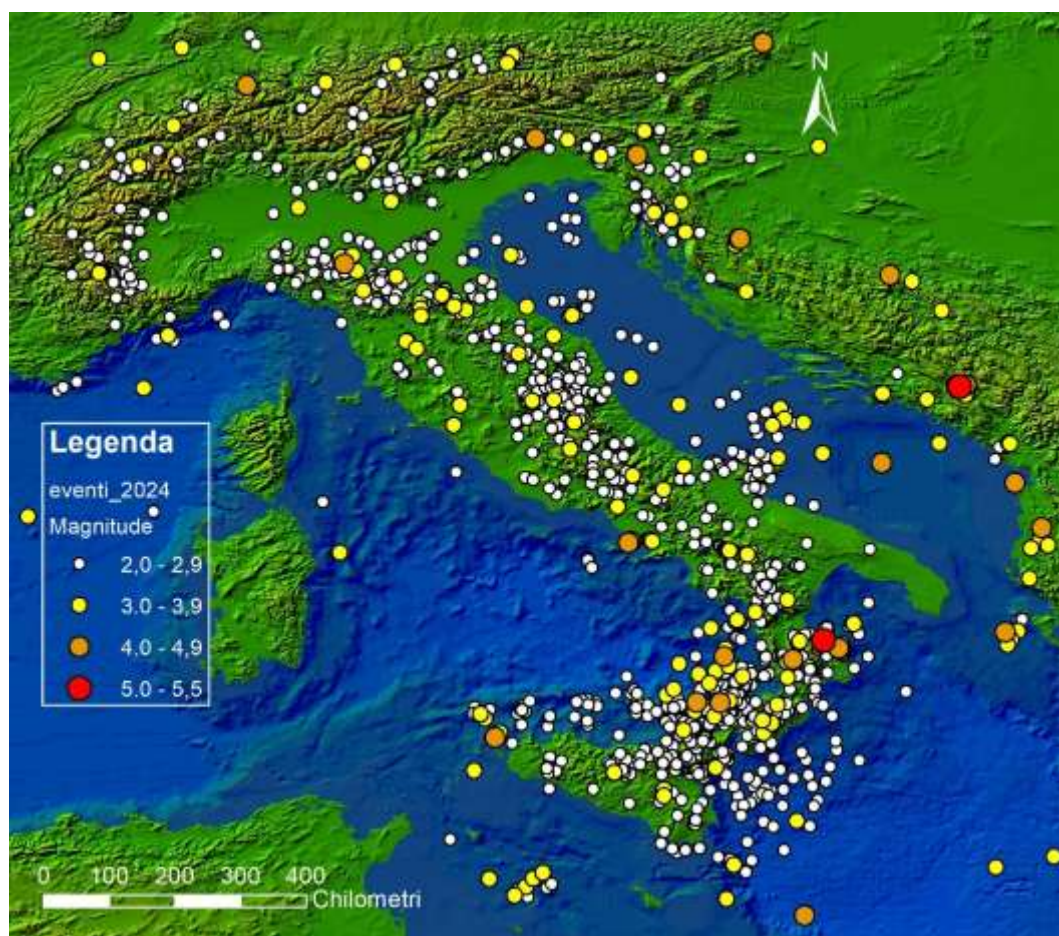 N
Legenda
eventi_2024
Magnitude
2,0 - 2,9
3.0 - 3,9
4.0 - 4,9
5.0 - 5,5
0 100 200 300 400
Chilometri